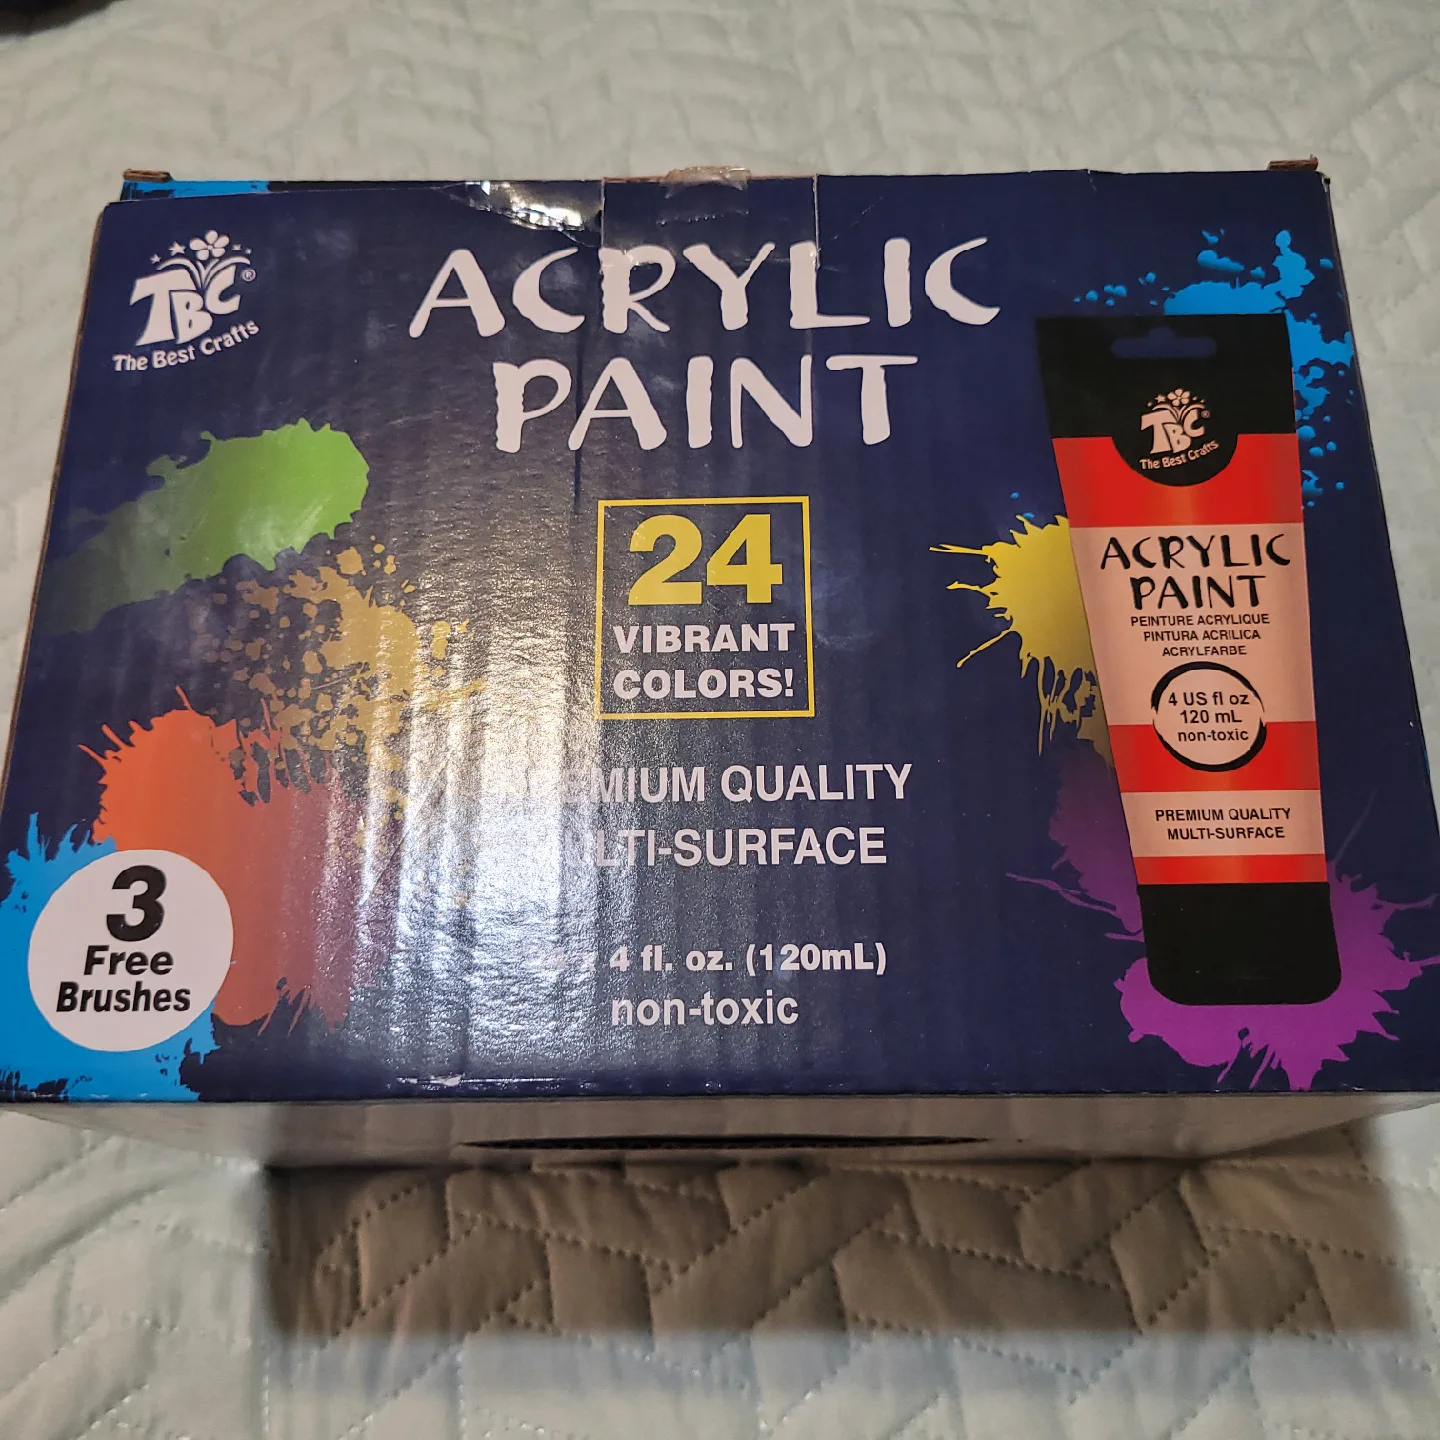 TBC®
The Best Crafts
ACRYLIC
PAINT
24
VIBRANT
COLORS!
PREMIUM QUALITY
MULTI-SURFACE
4 fl. oz. (120mL)
non-toxic
3
Free
Brushes
TBC®
The Best Crafts
ACRYLIC
PAINT
PEINTURE ACRYLIQUE
PINTURA ACRILICA
ACRYLFARBE
4 US fl oz
120 mL
non-toxic
PREMIUM QUALITY
MULTI-SURFACE